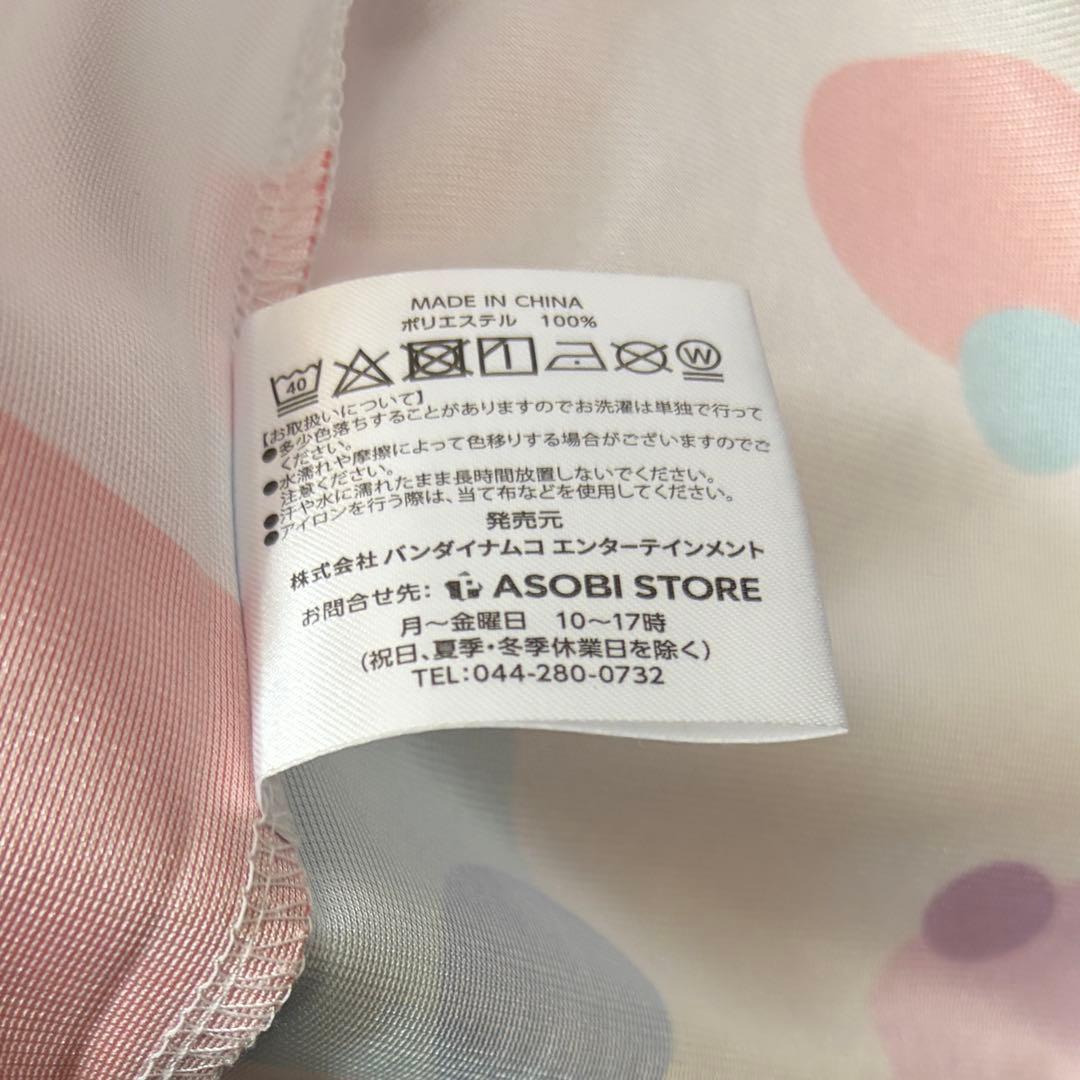 MADE IN CHINA
ポリエステル 100%
40 W
【お取扱いについて】
●多少色落ちすることがありますのでお洗濯は単独で行って
ください。
●水濡れや摩擦によって色移りする場合がございますのでご
注意ください。
●汗や水に濡れたまま長時間放置しないでください。
●アイロンを行う際は、当て布などを使用してください。
発売元
株式会社 バンダイナムコ エンターテインメント
お問合せ先: ASOBI STORE
月～金曜日 10～17時
(祝日、夏季・冬季休業日を除く)
TEL:044-280-0732